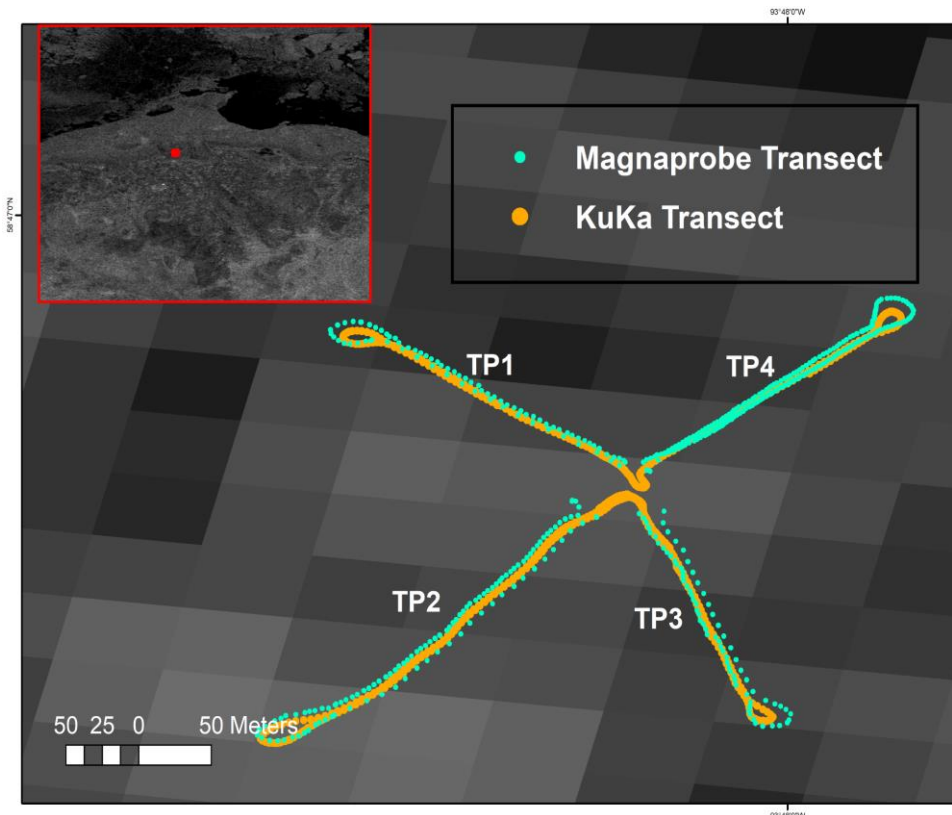 93°48'0"W
58°47'0"N
Magnaprobe Transect
KuKa Transect
TP1
TP4
TP2
TP3
50 25 0 50 Meters